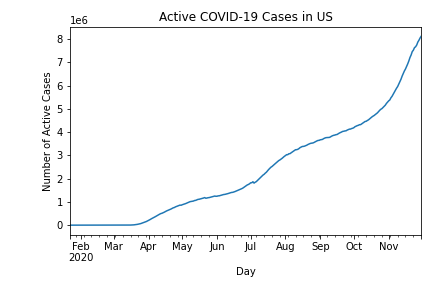 Active COVID-19 Cases in US
1e6
8
7
6
5
4
3
2
1
0
Number of Active Cases
Feb Mar Apr May Jun Jul Aug Sep Oct Nov
2020
Day